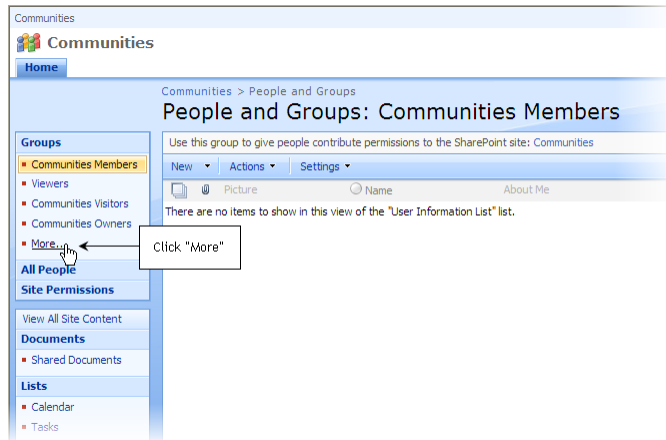 Communities
Communities
Home
Communities > People and Groups
People and Groups: Communities Members
Groups
Communities Members
Viewers
Communities Visitors
Communities Owners
More...
All People
Site Permissions
View All Site Content
Documents
Shared Documents
Lists
Calendar
Tasks
Use this group to give people contribute permissions to the SharePoint site: Communities
New Actions Settings
Picture Name About Me
There are no items to show in this view of the "User Information List" list.
Click "More"